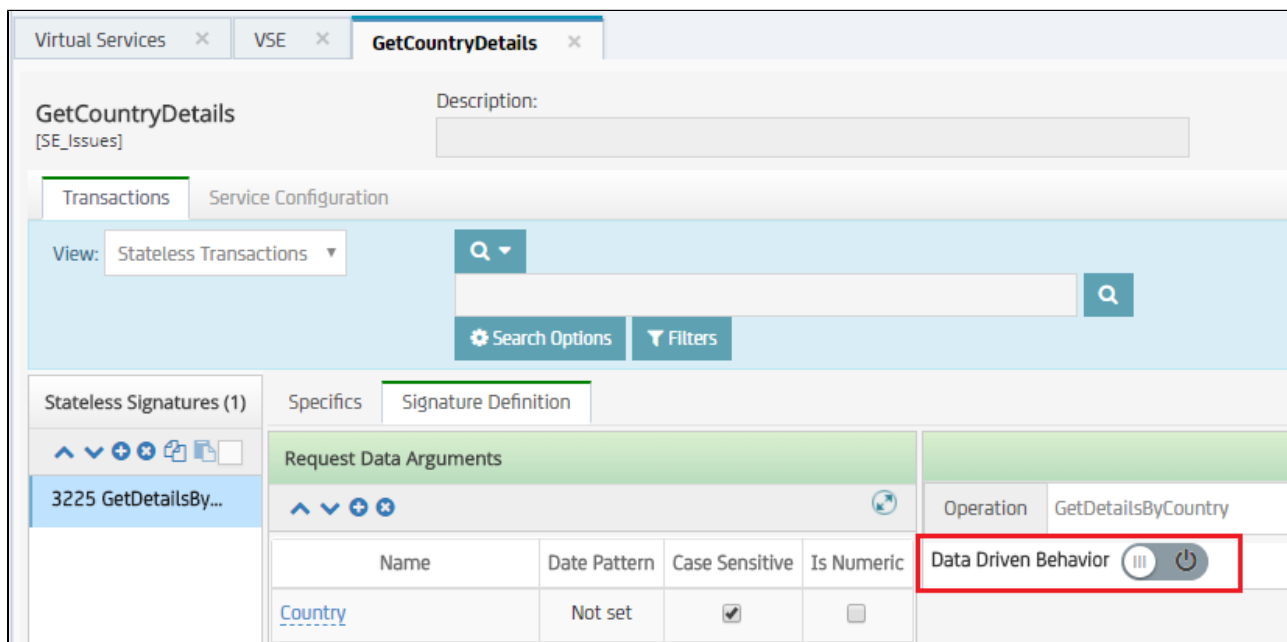 Virtual Services VSE GetCountryDetails
GetCountryDetails
[SE_Issues]
Description:
Transactions Service Configuration
View: Stateless Transactions
Search Options Filters
Stateless Signatures (1) Specifics Signature Definition
Request Data Arguments
3225 GetDetailsBy...
Operation GetDetailsByCountry
Name Date Pattern Case Sensitive Is Numeric
Data Driven Behavior
Country Not set